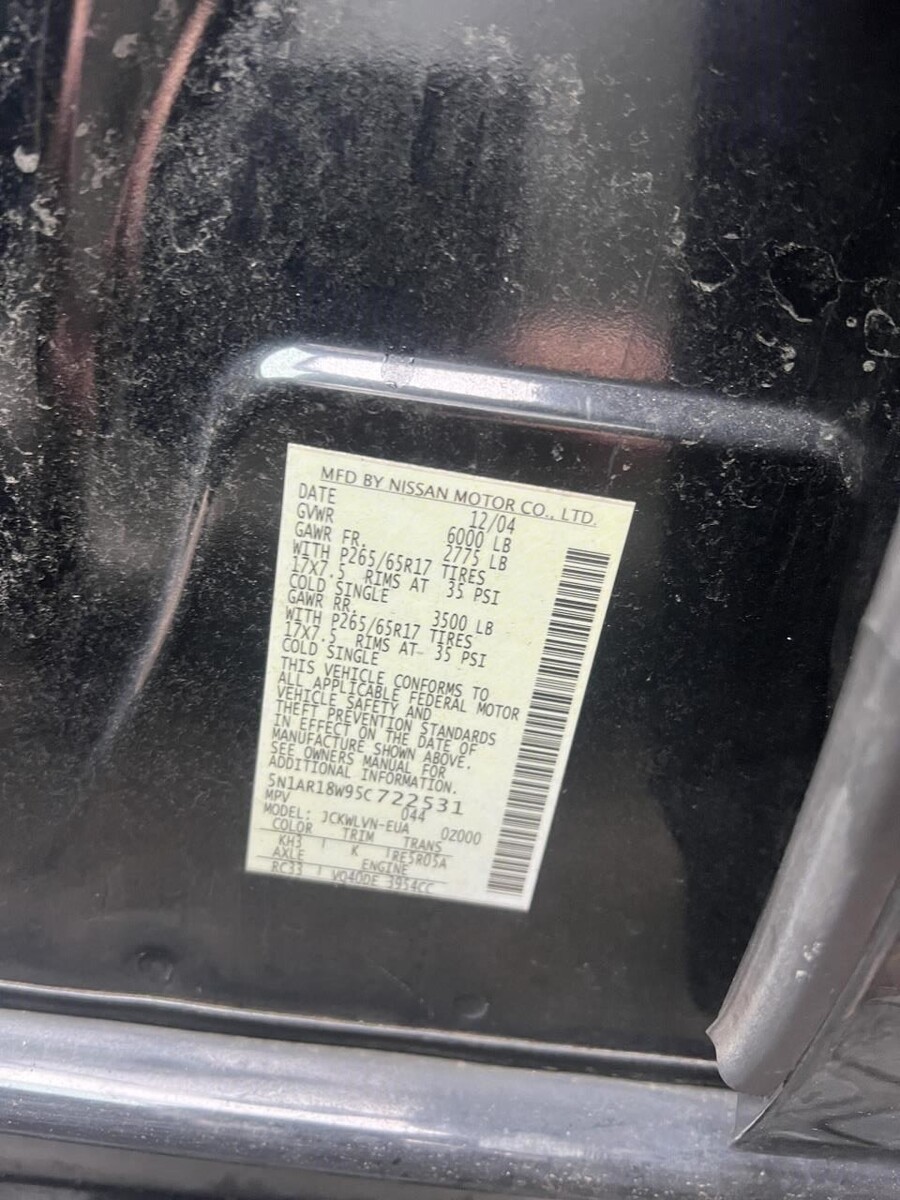 MFD BY NISSAN MOTOR CO., LTD.
DATE 12/04
GVWR 6000 LB
GAWR FR. 2775 LB
WITH P265/65R17 TIRES
17X7.5 RIMS AT 35 PSI
COLD SINGLE
GAWR RR. 3500 LB
WITH P265/65R17 TIRES
17X7.5 RIMS AT 35 PSI
COLD SINGLE
THIS VEHICLE CONFORMS TO
ALL APPLICABLE FEDERAL MOTOR
VEHICLE SAFETY AND
THEFT PREVENTION STANDARDS
IN EFFECT ON THE DATE OF
MANUFACTURE SHOWN ABOVE.
SEE OWNERS MANUAL FOR
ADDITIONAL INFORMATION.
5N1AR18W95C722531
MPV 044
MODEL: JCKWLVN-EUA 02000
COLOR TRIM TRANS
KH3 K RE5R05A
AXLE ENGINE
RC33 VQ40DE 3954CC